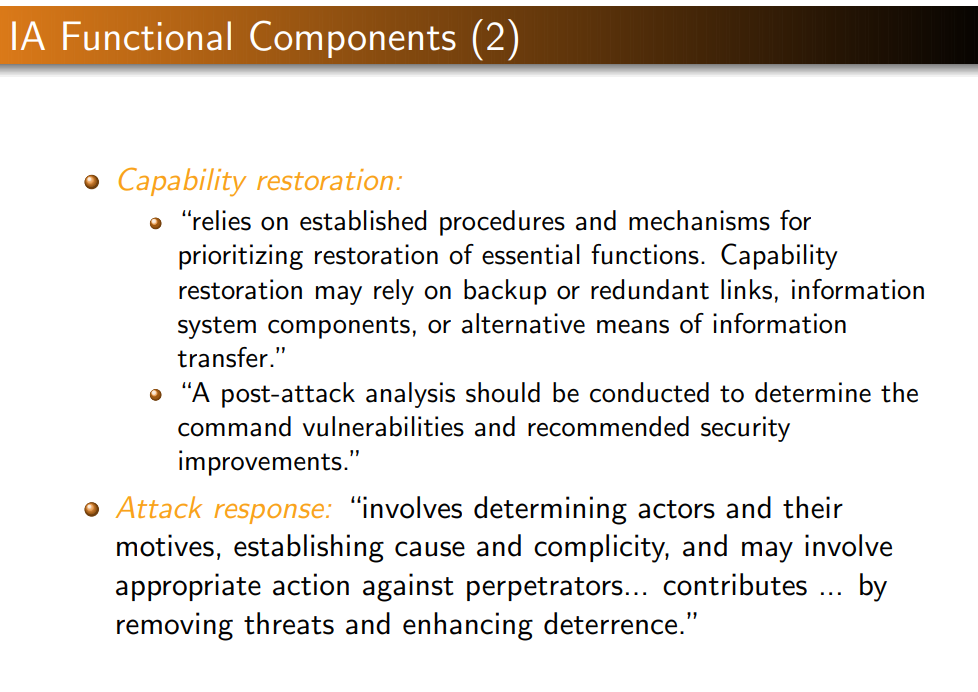 IA Functional Components (2)
Capability restoration:
“relies on established procedures and mechanisms for
prioritizing restoration of essential functions. Capability
restoration may rely on backup or redundant links, information
system components, or alternative means of information
transfer.”
“A post-attack analysis should be conducted to determine the
command vulnerabilities and recommended security
improvements.”
Attack response: “involves determining actors and their
motives, establishing cause and complicity, and may involve
appropriate action against perpetrators... contributes ... by
removing threats and enhancing deterrence.”